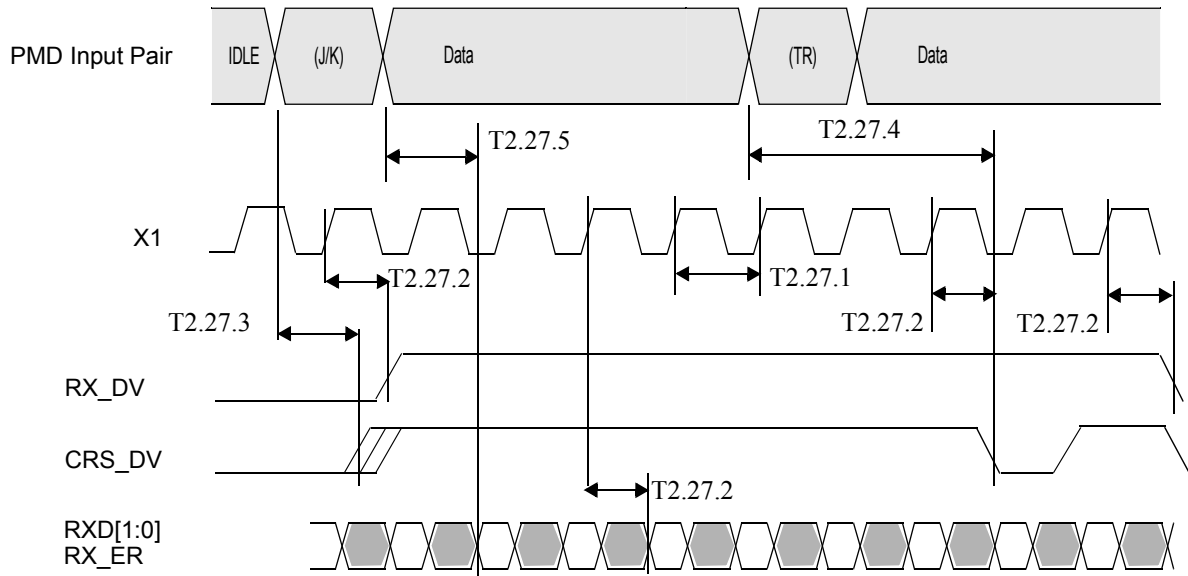 PMD Input Pair
IDLE
(J/K)
Data
(TR)
Data
T2.27.5
T2.27.4
X1
T2.27.2
T2.27.1
T2.27.3
T2.27.2
T2.27.2
RX_DV
CRS_DV
T2.27.2
RXD[1:0]
RX_ER